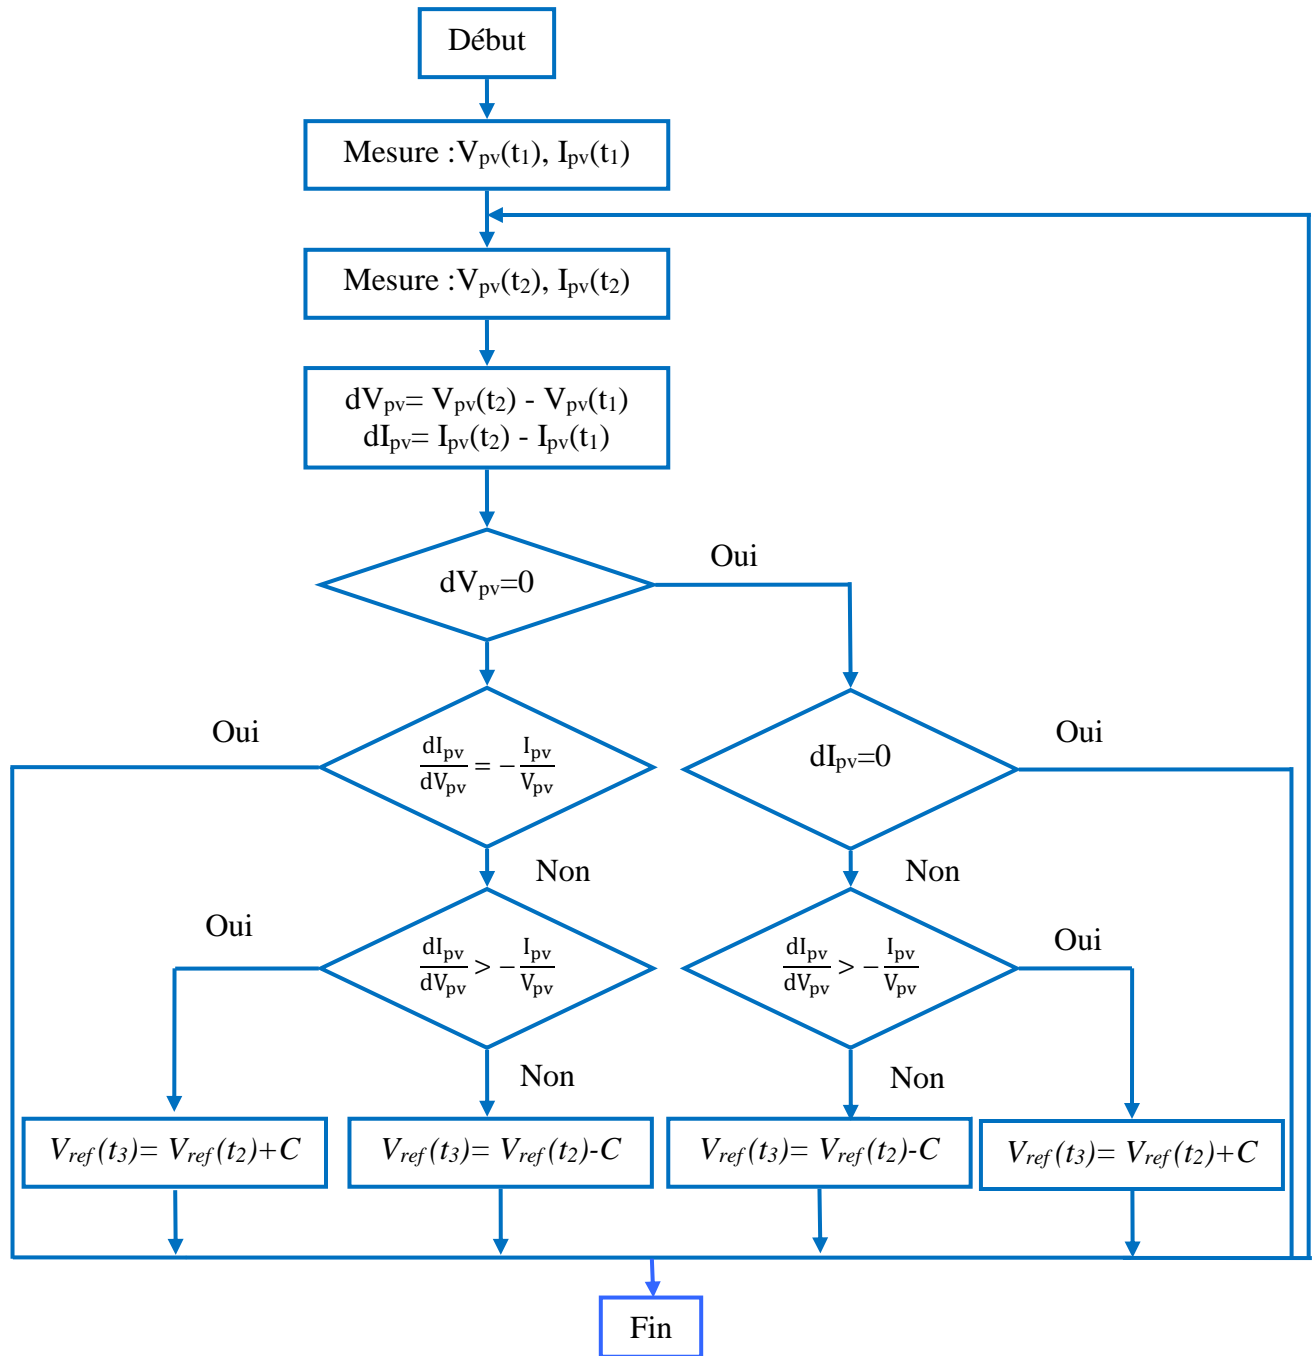 Début
Mesure :Vpv(t1), Ipv(t1)
Mesure :Vpv(t2), Ipv(t2)
dVpv= Vpv(t2) - Vpv(t1)
dIpv= Ipv(t2) - Ipv(t1)
Oui
dVpv=0
Oui
Oui
dIpv/dVpv = − Ipv/Vpv
dIpv=0
Non
Non
Oui
Oui
dIpv/dVpv > − Ipv/Vpv
dIpv/dVpv > − Ipv/Vpv
Non
Non
Vref(t3)= Vref(t2)+C
Vref(t3)= Vref(t2)-C
Vref(t3)= Vref(t2)-C
Vref(t3)= Vref(t2)+C
Fin